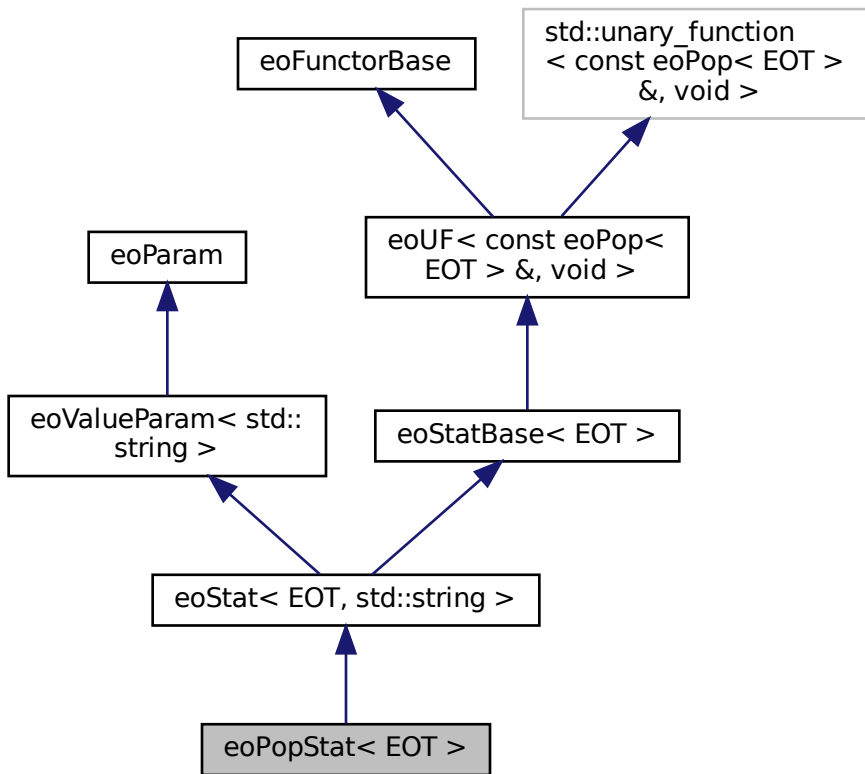 std::unary_function
< const eoPop< EOT >
&, void >
eoFunctorBase
eoUF< const eoPop<
EOT > &, void >
eoParam
eoValueParam< std::
string >
eoStatBase< EOT >
eoStat< EOT, std::string >
eoPopStat< EOT >